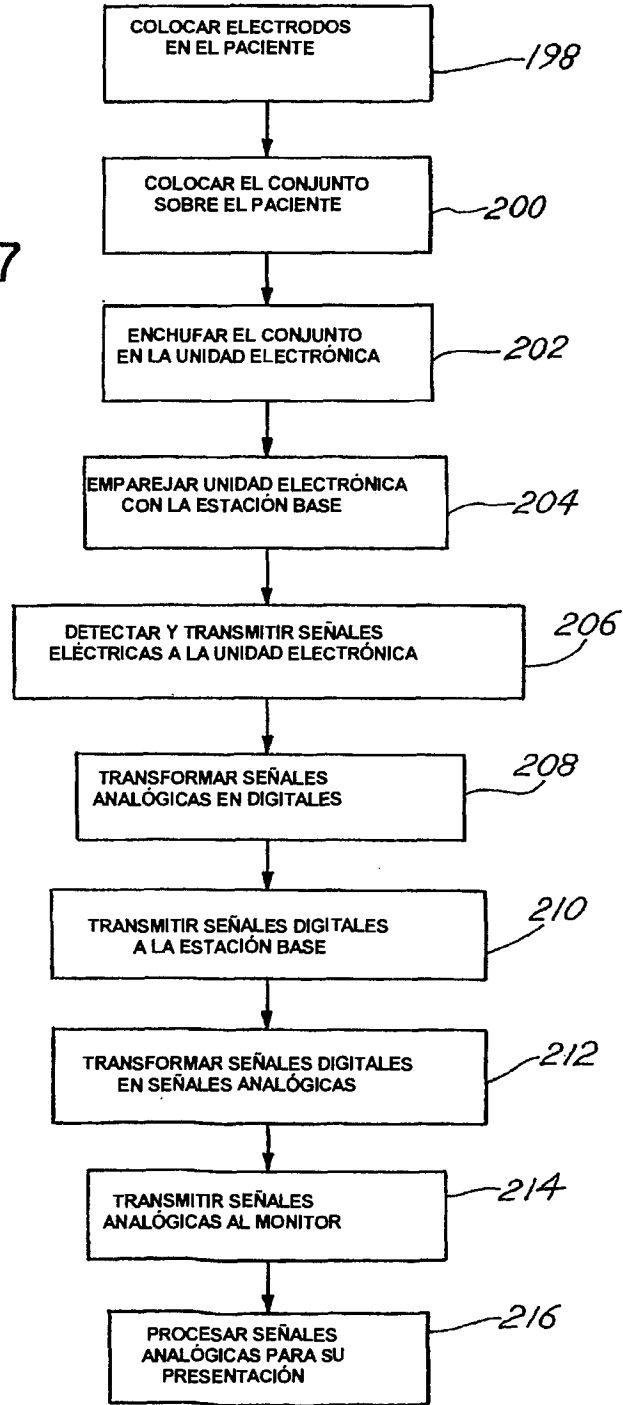 COLOCAR ELECTRODOS
EN EL PACIENTE
198
COLOCAR EL CONJUNTO
SOBRE EL PACIENTE
200
7
ENCHUFAR EL CONJUNTO
EN LA UNIDAD ELECTRÓNICA
202
EMPAREJAR UNIDAD ELECTRÓNICA
CON LA ESTACIÓN BASE
204
DETECTAR Y TRANSMITIR SEÑALES
ELÉCTRICAS A LA UNIDAD ELECTRÓNICA
206
TRANSFORMAR SEÑALES
ANALÓGICAS EN DIGITALES
208
TRANSMITIR SEÑALES DIGITALES
A LA ESTACIÓN BASE
210
TRANSFORMAR SEÑALES DIGITALES
EN SEÑALES ANALÓGICAS
212
TRANSMITIR SEÑALES
ANALÓGICAS AL MONITOR
214
PROCESAR SEÑALES
ANALÓGICAS PARA SU
PRESENTACIÓN
216